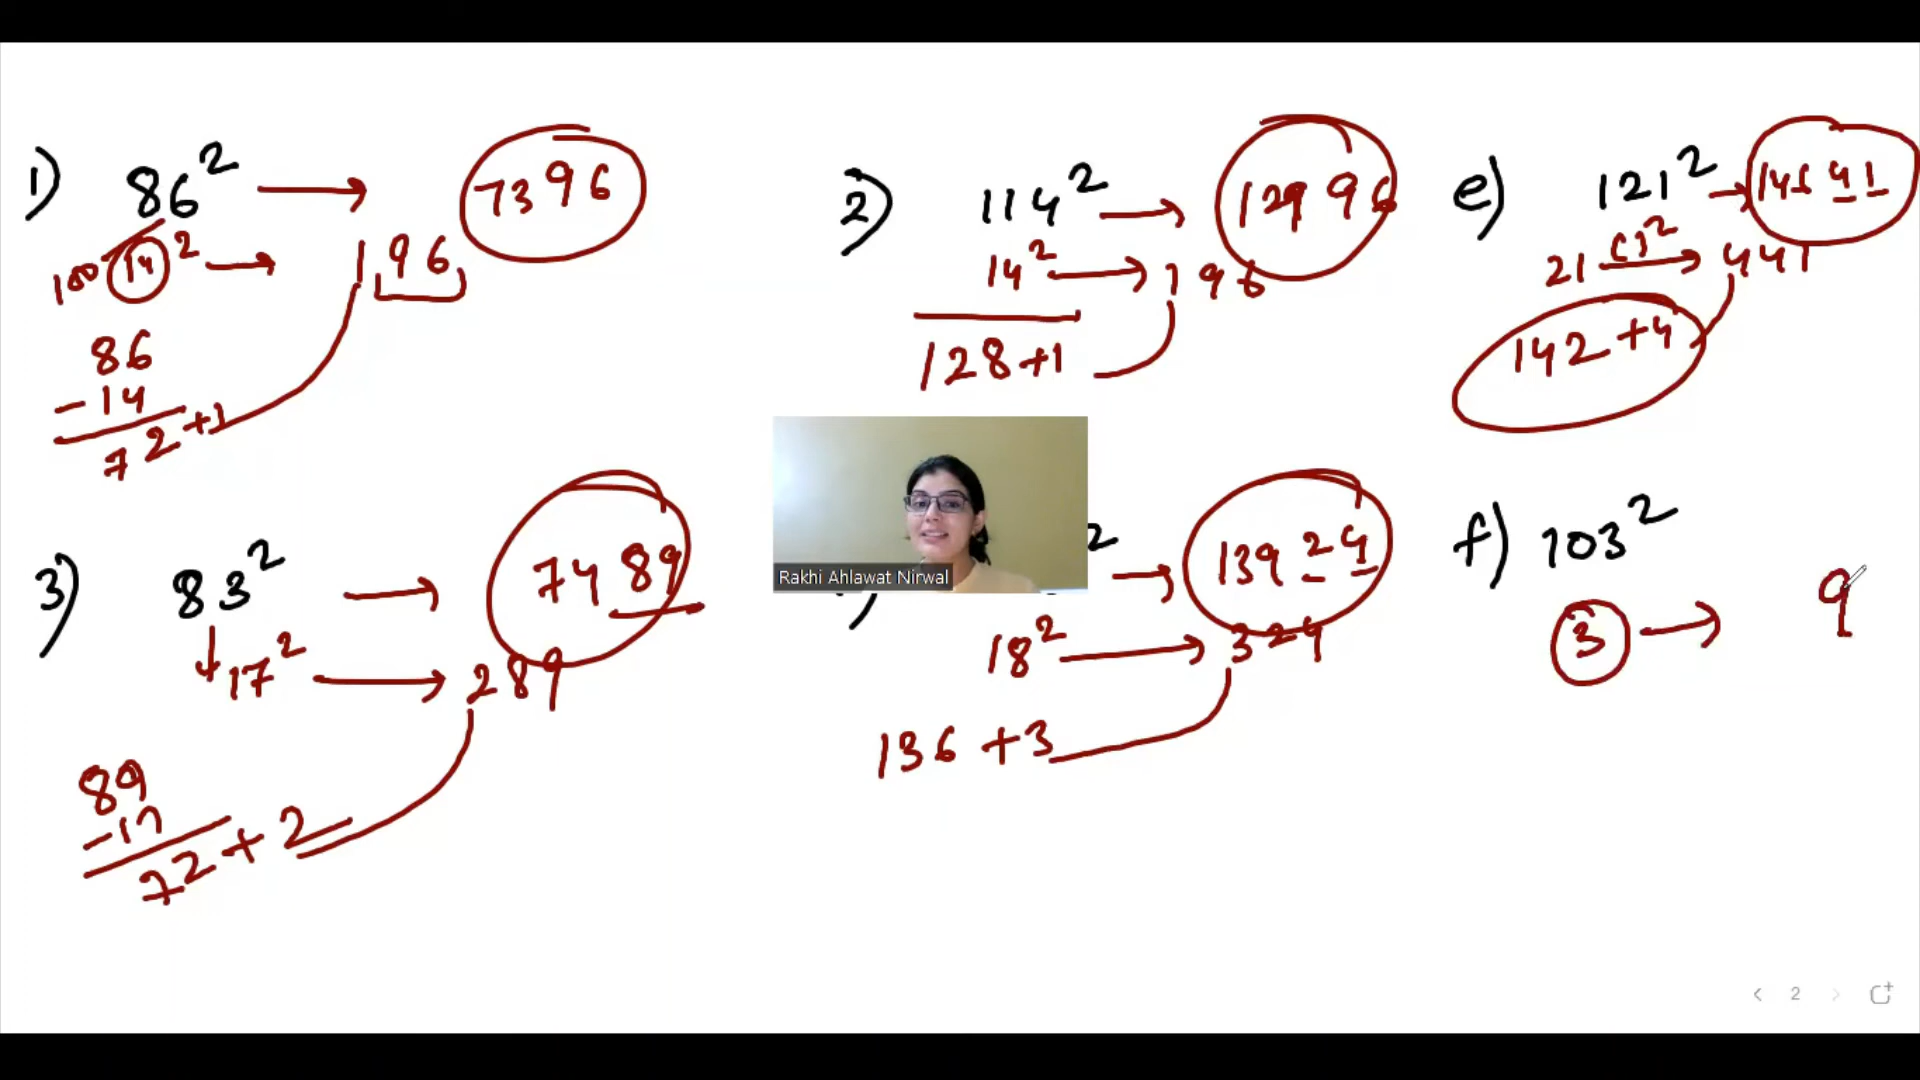 1) 86² → 7396
100 14² → 196
86
- 14
72 +1
2) 114² → 12996
14² → 196
128 +1
e) 121² → 14641
21 ( )² → 441
142 + 4
3) 83² → 7489
↓ 17² → 289
89
- 17
72 + 2
² → 13924
18² → 324
136 + 3
f) 103²
3 → 9
Rakhi Ahlawat Nirwal
< 2 >